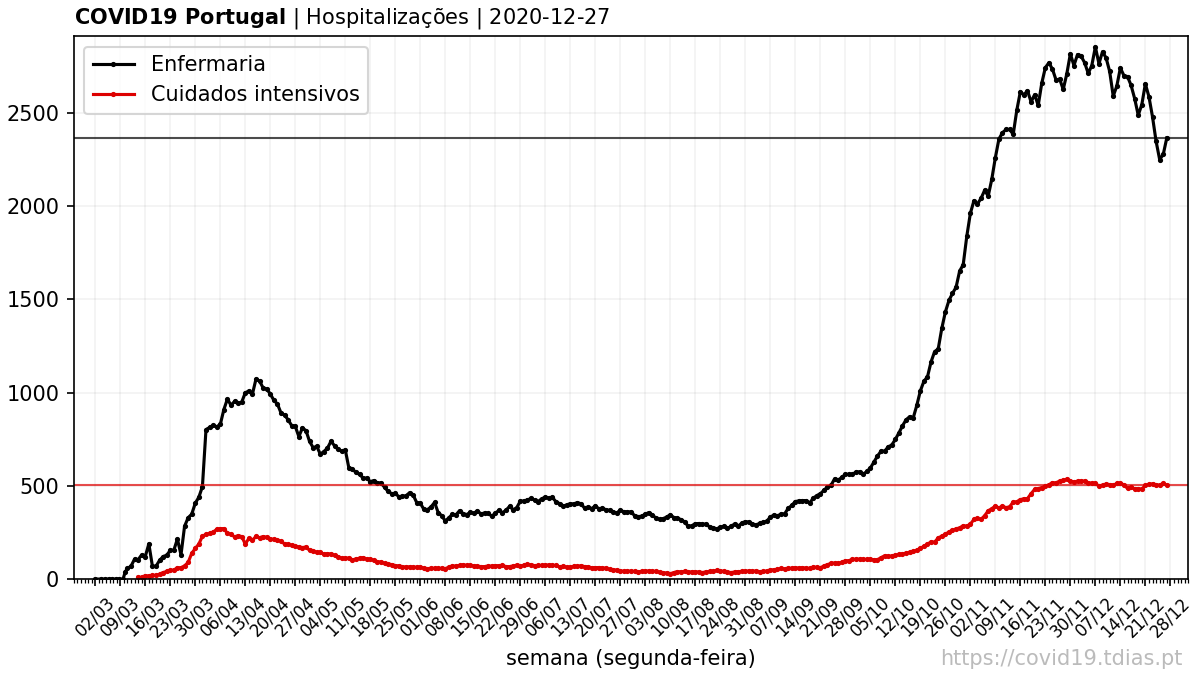 COVID19 Portugal | Hospitalizações | 2020-12-27
Enfermaria
Cuidados intensivos
2500
2000
1500
1000
500
0
02/03 09/03 16/03 23/03 30/03 06/04 13/04 20/04 27/04 04/05 11/05 18/05 25/05 01/06 08/06 15/06 22/06 29/06 06/07 13/07 20/07 27/07 03/08 10/08 17/08 24/08 31/08 07/09 14/09 21/09 28/09 05/10 12/10 19/10 26/10 02/11 09/11 16/11 23/11 30/11 07/12 14/12 21/12 28/12
semana (segunda-feira)
https://covid19.tdias.pt